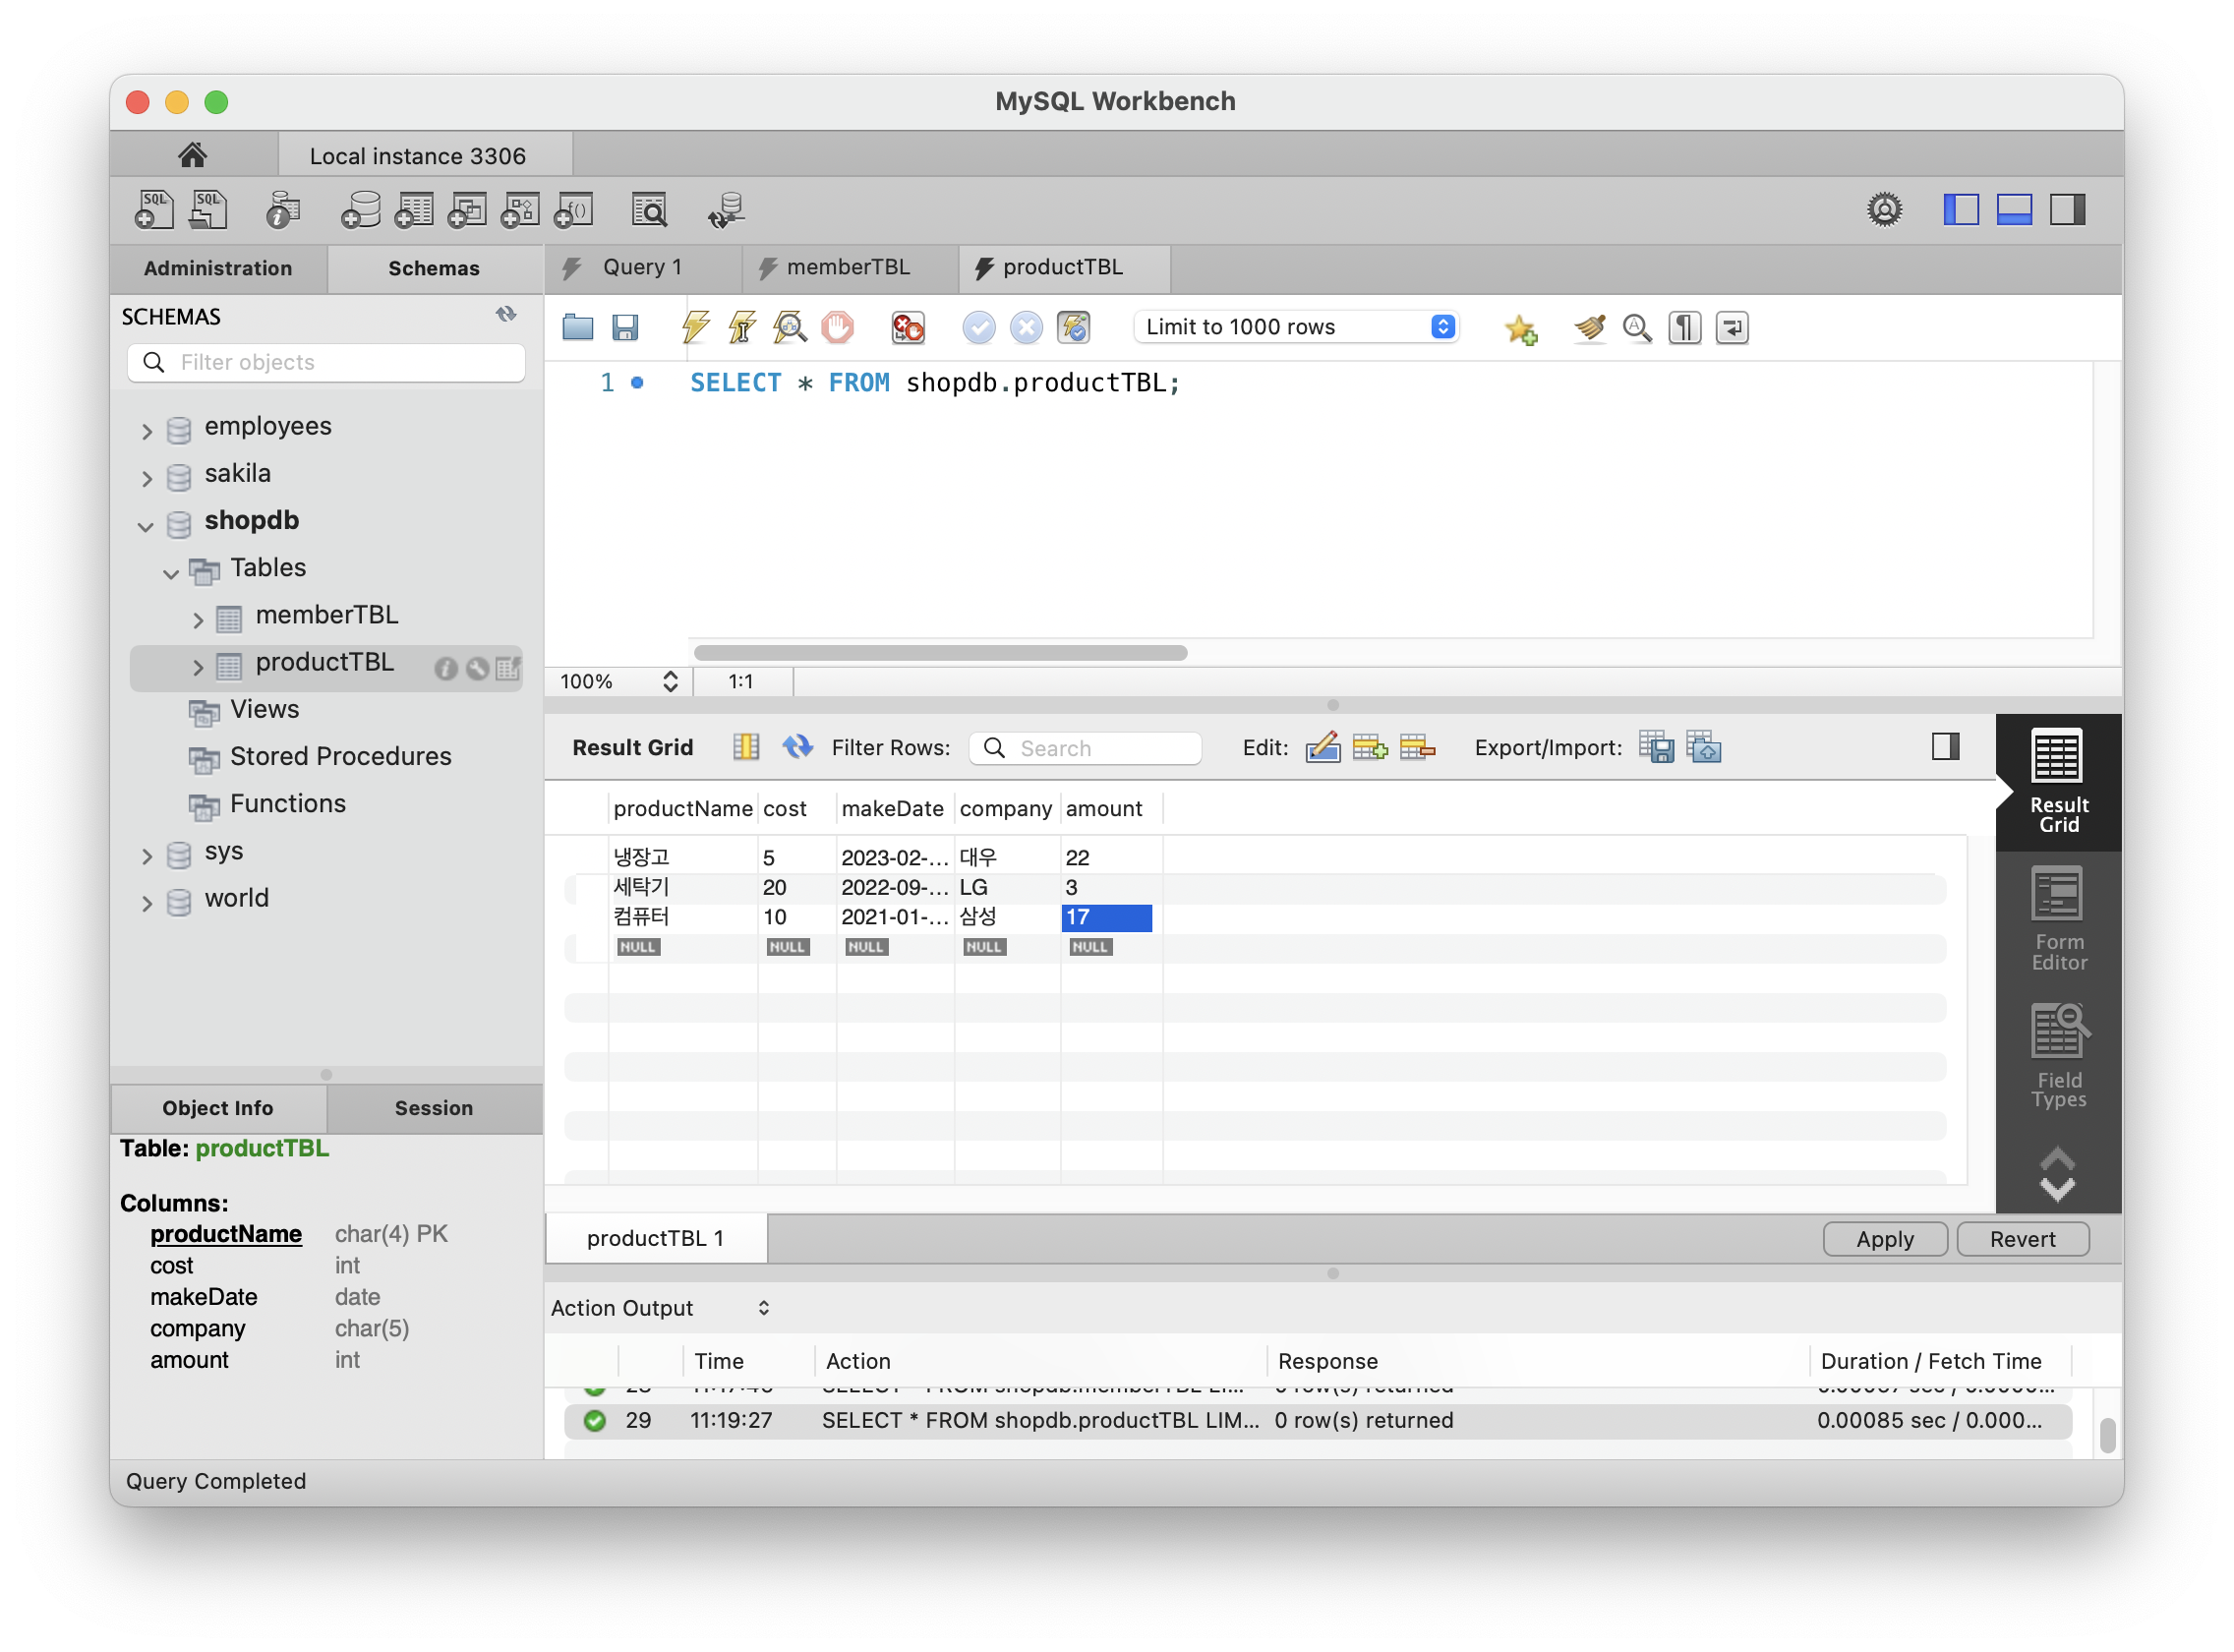 MySQL Workbench
Local instance 3306
SQL SQL f()
Administration Schemas
Query 1 memberTBL productTBL
SCHEMAS
Filter objects
Limit to 1000 rows
1 SELECT * FROM shopdb.productTBL;
employees
sakila
shopdb
Tables
memberTBL
productTBL
Views
Stored Procedures
Functions
sys
world
100% 1:1
Result Grid Filter Rows: Search Edit: Export/Import:
productName cost makeDate company amount
냉장고 5 2023-02-... 대우 22
세탁기 20 2022-09-... LG 3
컴퓨터 10 2021-01-... 삼성 17
NULL NULL NULL NULL NULL
Result
Grid
Form
Editor
Field
Types
Object Info Session
Table: productTBL
Columns:
productName char(4) PK
cost int
makeDate date
company char(5)
amount int
productTBL 1 Apply Revert
Action Output
Time Action Response Duration / Fetch Time
29 11:19:27 SELECT * FROM shopdb.productTBL LIM... 0 row(s) returned 0.00085 sec / 0.000...
Query Completed